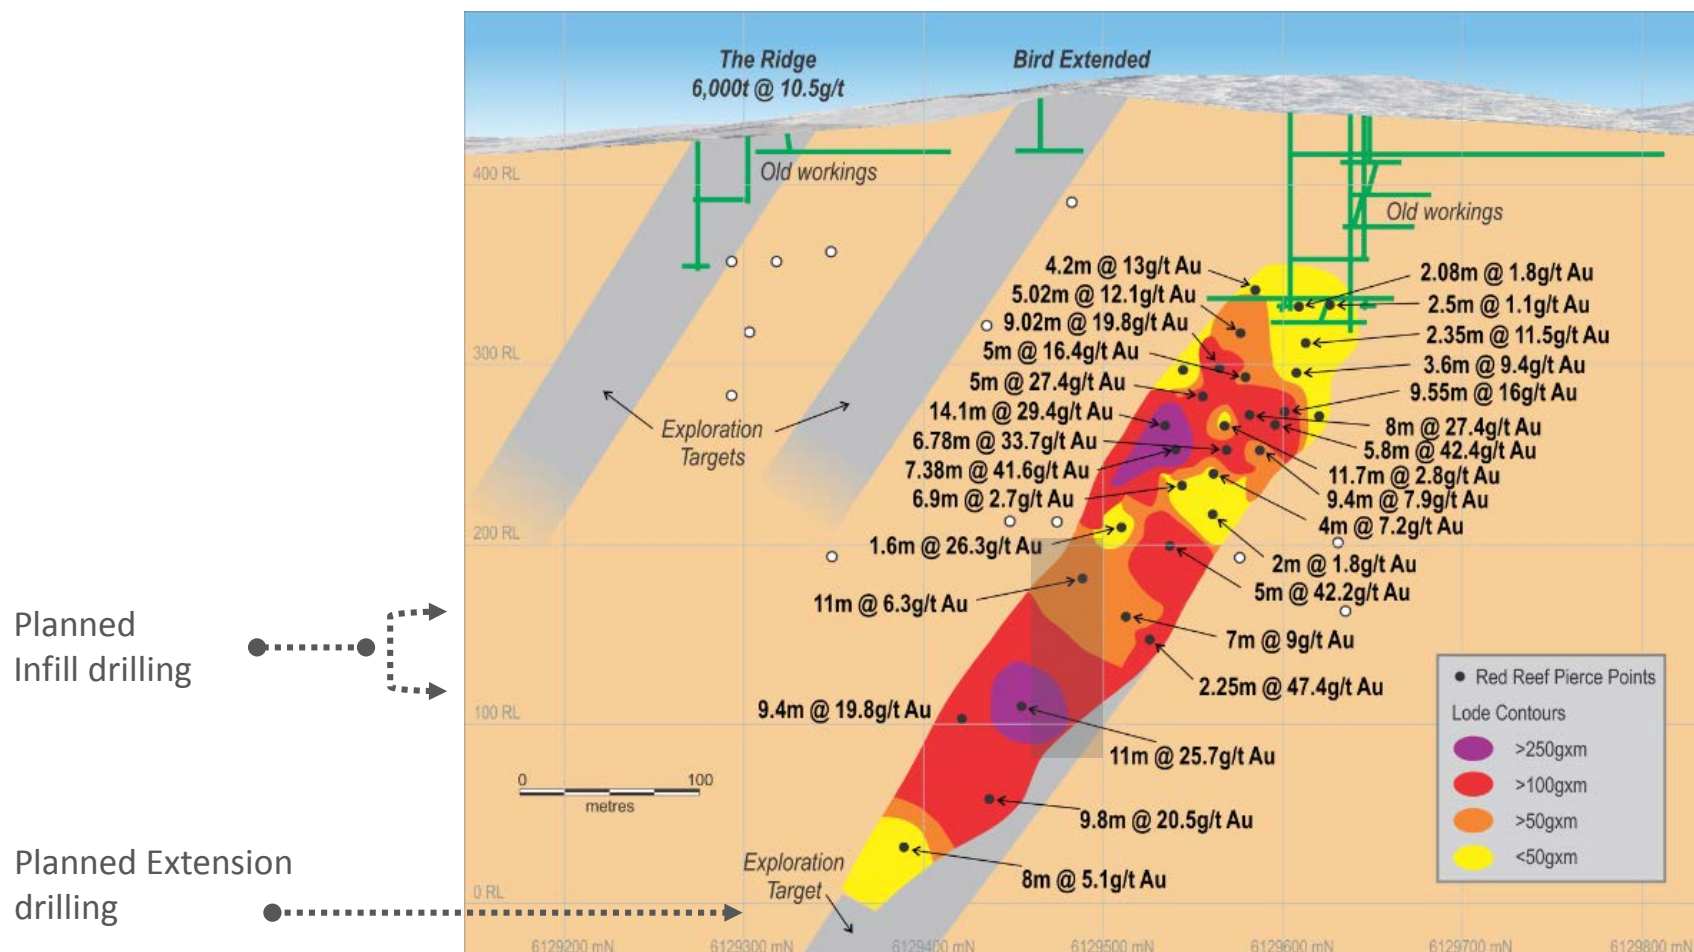 The Ridge
6,000t @ 10.5g/t
Bird Extended
Old workings
400 RL
Old workings
4.2m @ 13g/t Au
2.08m @ 1.8g/t Au
5.02m @ 12.1g/t Au
2.5m @ 1.1g/t Au
9.02m @ 19.8g/t Au
2.35m @ 11.5g/t Au
5m @ 16.4g/t Au
300 RL
3.6m @ 9.4g/t Au
5m @ 27.4g/t Au
9.55m @ 16g/t Au
14.1m @ 29.4g/t Au
8m @ 27.4g/t Au
Exploration
Targets
6.78m @ 33.7g/t Au
5.8m @ 42.4g/t Au
7.38m @ 41.6g/t Au
11.7m @ 2.8g/t Au
6.9m @ 2.7g/t Au
9.4m @ 7.9g/t Au
4m @ 7.2g/t Au
200 RL
1.6m @ 26.3g/t Au
2m @ 1.8g/t Au
5m @ 42.2g/t Au
11m @ 6.3g/t Au
Planned
Infill drilling
7m @ 9g/t Au
2.25m @ 47.4g/t Au
9.4m @ 19.8g/t Au
100 RL
11m @ 25.7g/t Au
0 100
metres
9.8m @ 20.5g/t Au
Red Reef Pierce Points
Lode Contours
>250gxm
>100gxm
>50gxm
<50gxm
Planned Extension
drilling
Exploration
Target
8m @ 5.1g/t Au
0 RL
6129200 mN
6129300 mN
6129400 mN
6129500 mN
6129600 mN
6129700 mN
6129800 mN